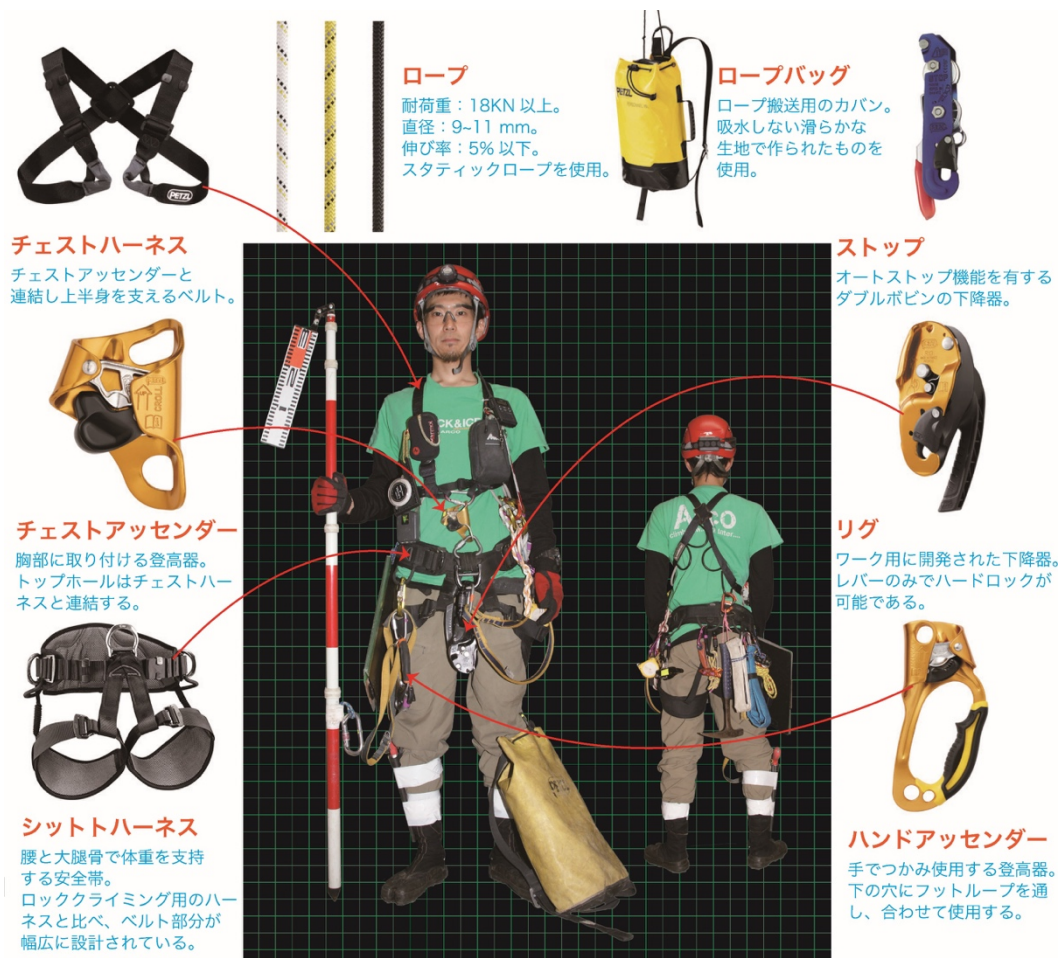 ロープ
耐荷重：18KN 以上。
直径：9~11 mm。
伸び率：5% 以下。
スタティックロープを使用。
PETZL
ロープバッグ
ロープ搬送用のカバン。
吸水しない滑らかな
生地で作られたものを
使用。
PETZL
チェストハーネス
チェストアッセンダーと
連結し上半身を支えるベルト。
ストップ
オートストップ機能を有する
ダブルボビンの下降器。
CROLL
チェストアッセンダー
胸部に取り付ける登高器。
トップホールはチェストハー
ネスと連結する。
リグ
ワーク用に開発された下降器。
レバーのみでハードロックが
可能である。
シットトハーネス
腰と大腿骨で体重を支持
する安全帯。
ロッククライミング用のハー
ネスと比べ、ベルト部分が
幅広に設計されている。
ハンドアッセンダー
手でつかみ使用する登高器。
下の穴にフットループを通
し、合わせて使用する。